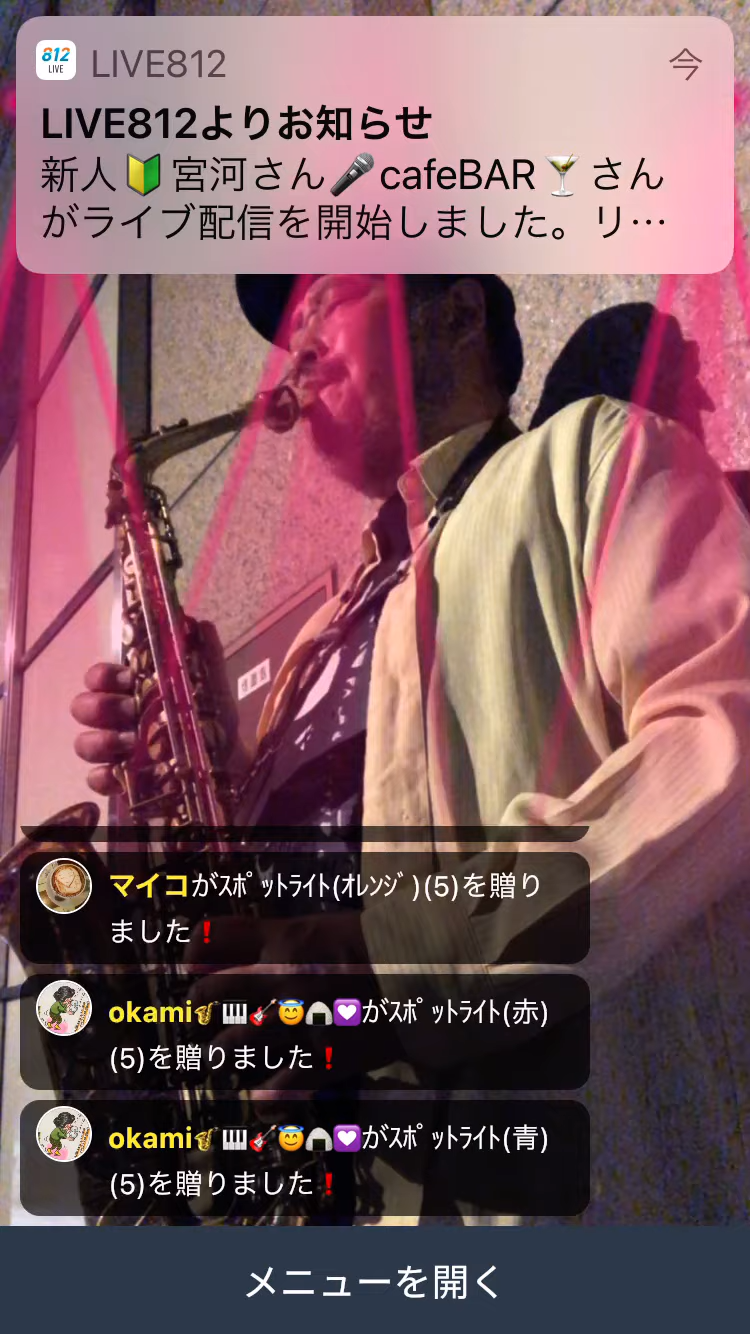 812
LIVE
LIVE812
今
LIVE812よりお知らせ
新人🔰宮河さん🎤cafeBAR🍸さん
がライブ配信を開始しました。リ…
マイコがｽﾎﾟｯﾄﾗｲﾄ(ｵﾚﾝｼﾞ)(5)を贈り
ました❗
okami🎷🎹🎸😇🍙💟がｽﾎﾟｯﾄﾗｲﾄ(赤)
(5)を贈りました❗
okami🎷🎹🎸😇🍙💟がｽﾎﾟｯﾄﾗｲﾄ(青)
(5)を贈りました❗
メニューを開く